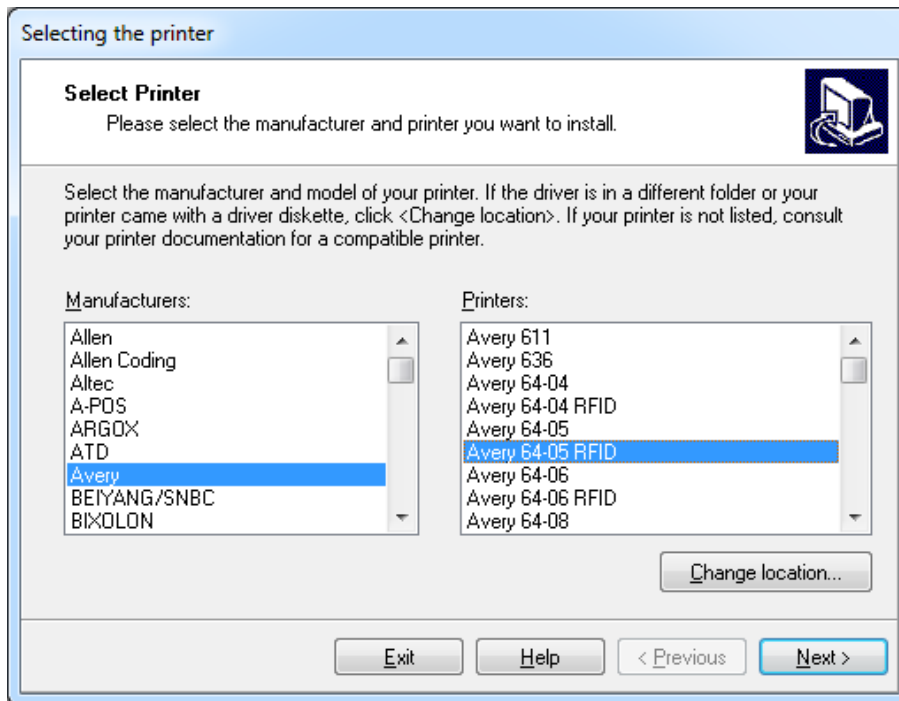 Selecting the printer
Select Printer
Please select the manufacturer and printer you want to install.
Select the manufacturer and model of your printer. If the driver is in a different folder or your
printer came with a driver diskette, click <Change location>. If your printer is not listed, consult
your printer documentation for a compatible printer.
Manufacturers:
Allen
Allen Coding
Altec
A-POS
ARGOX
ATD
Avery
BEIYANG/SNBC
BIXOLON
Printers:
Avery 611
Avery 636
Avery 64-04
Avery 64-04 RFID
Avery 64-05
Avery 64-05 RFID
Avery 64-06
Avery 64-06 RFID
Avery 64-08
Change location...
Exit
Help
< Previous
Next >